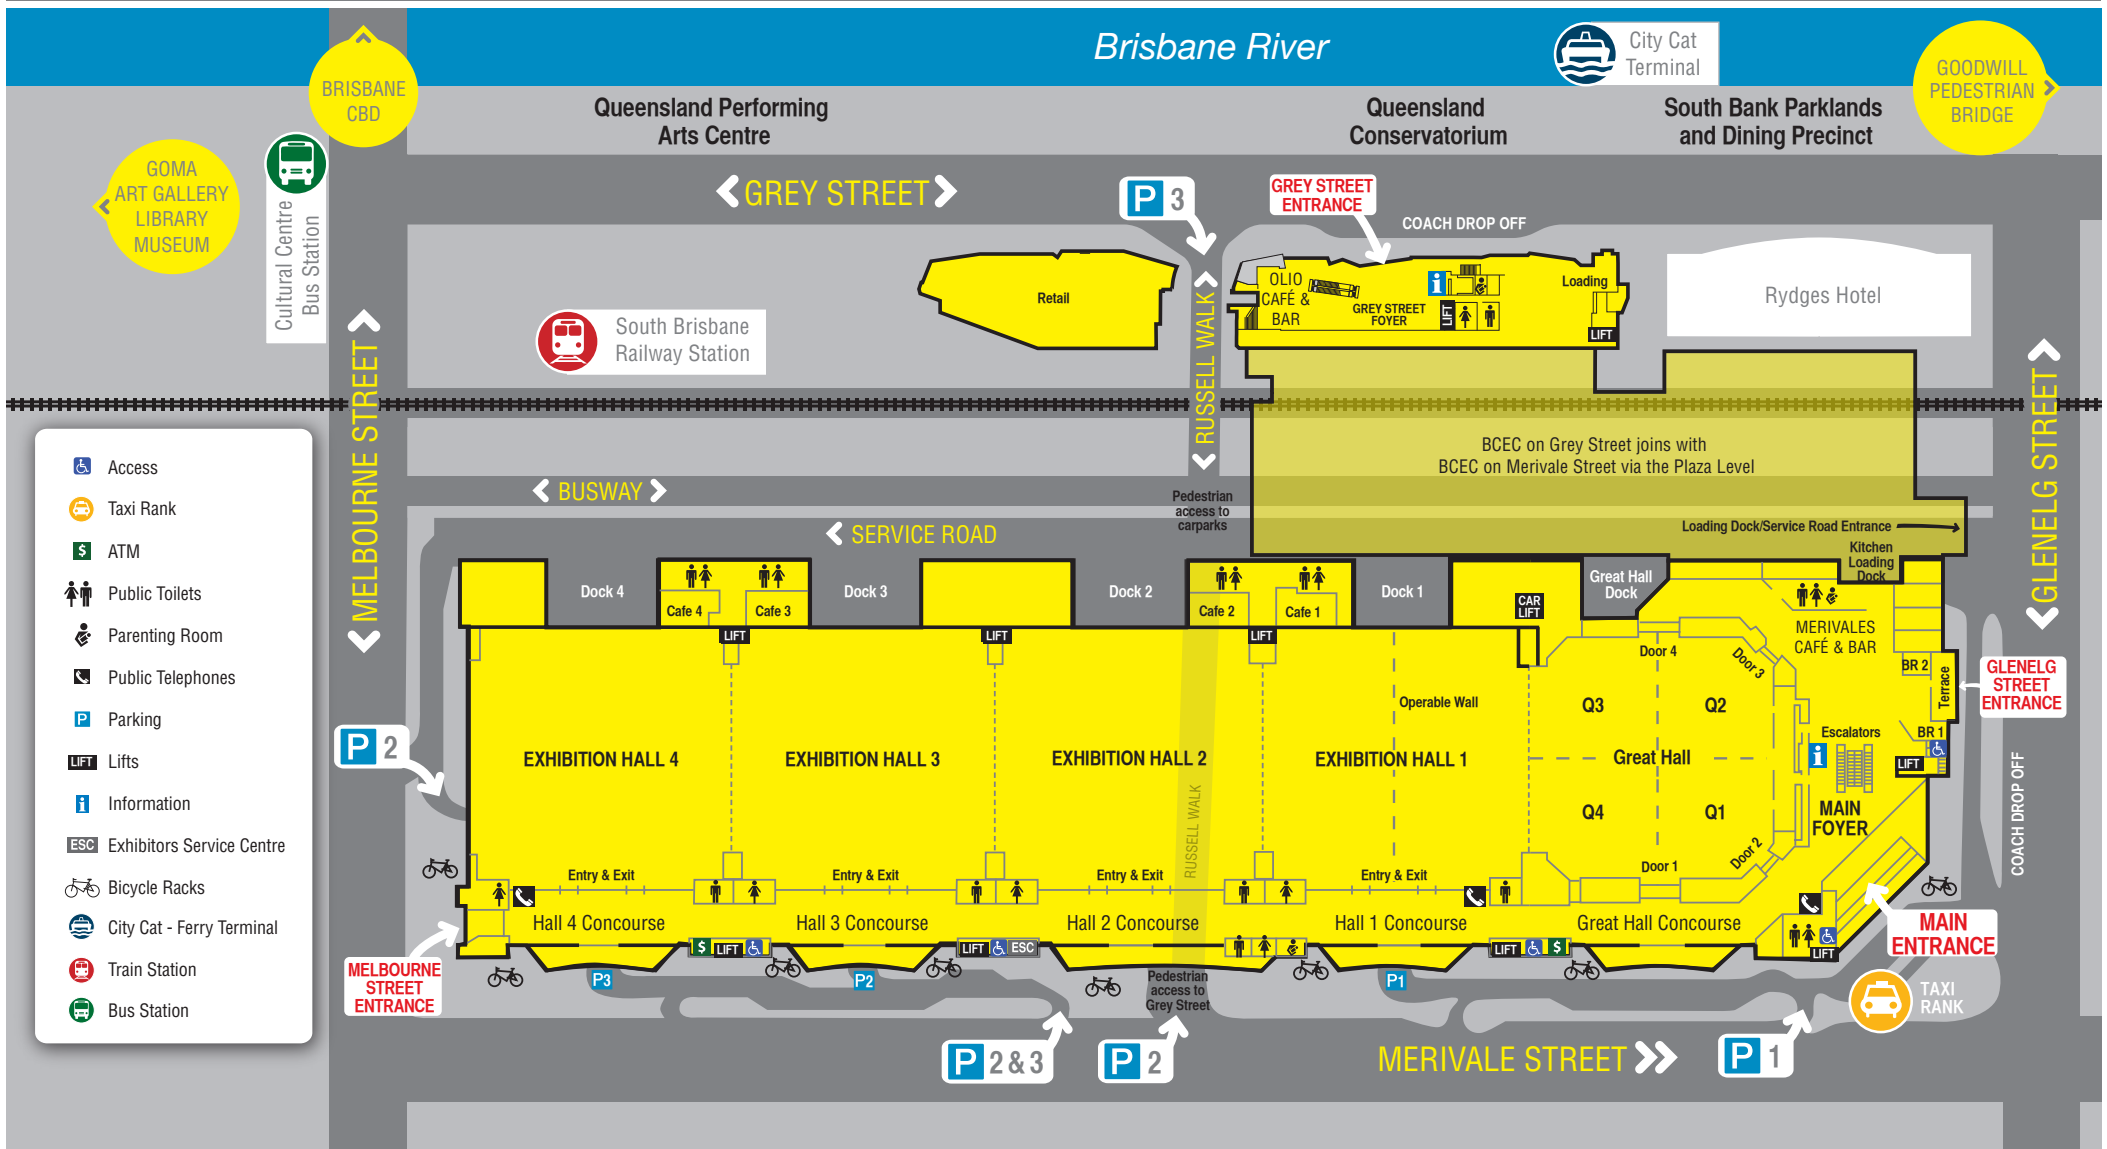 Brisbane River
City Cat
Terminal
BRISBANE
CBD
GOODWILL
PEDESTRIAN
BRIDGE
Queensland Performing
Arts Centre
Queensland
Conservatorium
South Bank Parklands
and Dining Precinct
GOMA
ART GALLERY
LIBRARY
MUSEUM
Cultural Centre
Bus Station
GREY STREET
P 3
GREY STREET
ENTRANCE
COACH DROP OFF
Retail
RUSSELL WALK
OLIO
CAFÉ &
BAR
i
GREY STREET
FOYER
LIFT
Loading
LIFT
Rydges Hotel
South Brisbane
Railway Station
MELBOURNE STREET
GLENELG STREET
BCEC on Grey Street joins with
BCEC on Merivale Street via the Plaza Level
BUSWAY
Pedestrian
access to
carparks
SERVICE ROAD
Loading Dock/Service Road Entrance
Kitchen
Loading
Dock
Access
Taxi Rank
$ ATM
Public Toilets
Parenting Room
Public Telephones
P Parking
LIFT Lifts
i Information
ESC Exhibitors Service Centre
Bicycle Racks
City Cat - Ferry Terminal
Train Station
Bus Station
Dock 4
Cafe 4
Cafe 3
Dock 3
Dock 2
Cafe 2
Cafe 1
Dock 1
CAR
LIFT
Great Hall
Dock
LIFT
LIFT
LIFT
MERIVALES
CAFÉ & BAR
Door 4
Door 3
BR 2
Terrace
GLENELG
STREET
ENTRANCE
Operable Wall
Q3
Q2
P 2
EXHIBITION HALL 4
EXHIBITION HALL 3
EXHIBITION HALL 2
EXHIBITION HALL 1
Great Hall
Escalators
i
BR 1
LIFT
COACH DROP OFF
RUSSELL WALK
Q4
Q1
MAIN
FOYER
Door 1
Door 2
Entry & Exit
Entry & Exit
Entry & Exit
Entry & Exit
Hall 4 Concourse
Hall 3 Concourse
Hall 2 Concourse
Hall 1 Concourse
Great Hall Concourse
MAIN
ENTRANCE
$ LIFT
LIFT ESC
LIFT $
LIFT
MELBOURNE
STREET
ENTRANCE
P3
P2
Pedestrian
access to
Grey Street
P1
TAXI
RANK
P 2 & 3
P 2
MERIVALE STREET
P 1